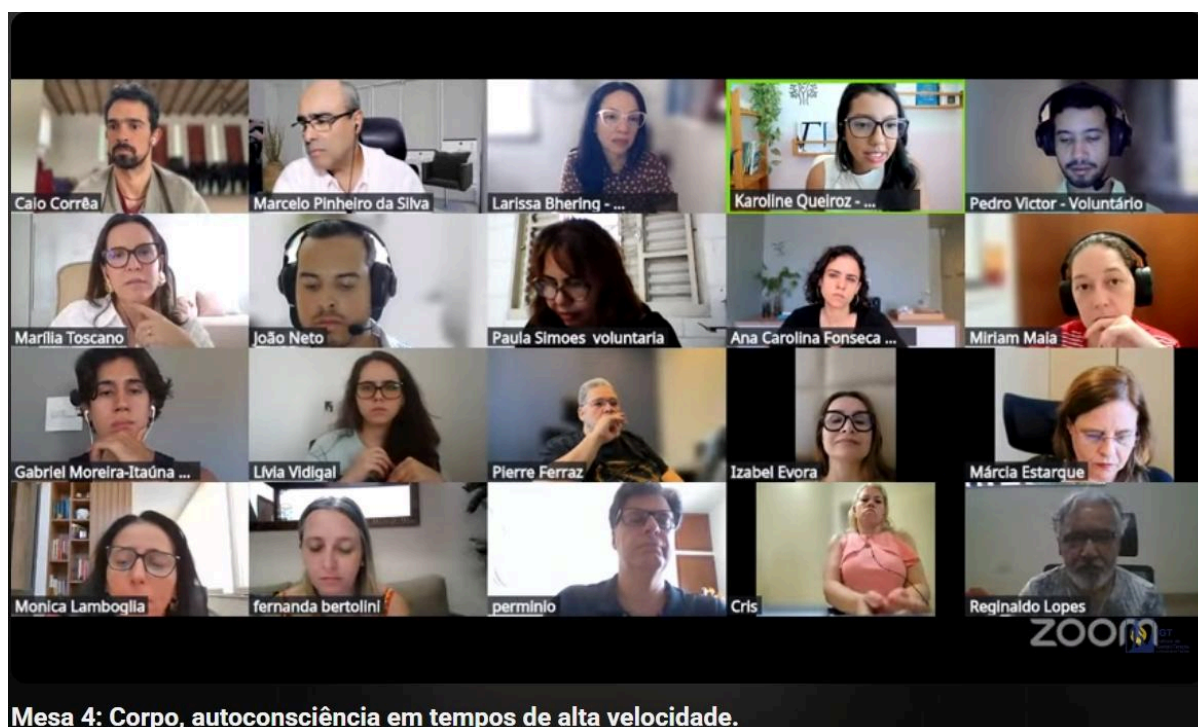 Caio Corrêa
Marcelo Pinheiro da Silva
Larissa Bhering - ...
Karoline Queiroz - ...
Pedro Victor - Voluntário
Marília Toscano
João Neto
Paula Simoes voluntaria
Ana Carolina Fonseca ...
Miriam Maia
Gabriel Moreira-Itaúna ...
Lívia Vidigal
Pierre Ferraz
Izabel Evora
Márcia Estarque
Monica Lamboglia
fernanda bertolini
perminio
Cris
Reginaldo Lopes
zoom
Mesa 4: Corpo, autoconsciência em tempos de alta velocidade.